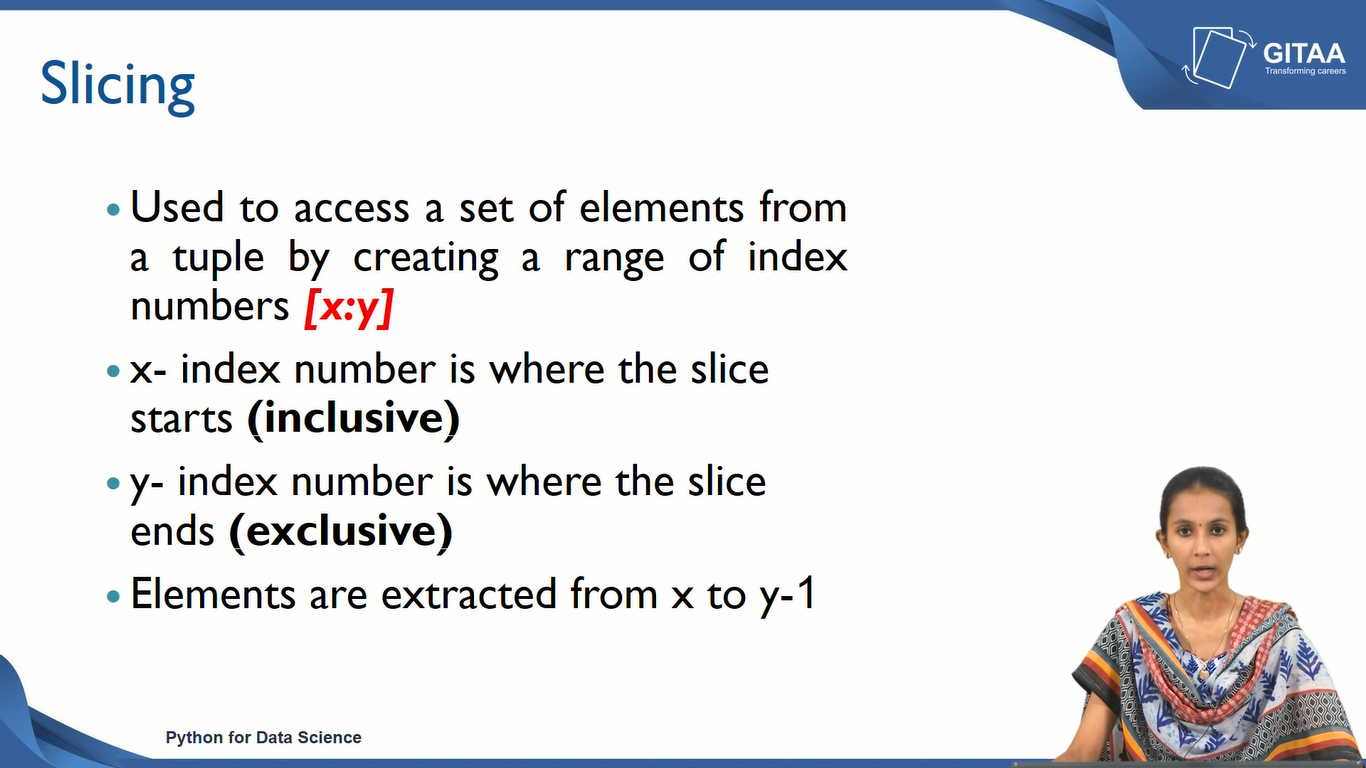 GITAA
Transforming careers
Slicing
• Used to access a set of elements from
a tuple by creating a range of index
numbers [x:y]
• x- index number is where the slice
starts (inclusive)
• y- index number is where the slice
ends (exclusive)
• Elements are extracted from x to y-1
Python for Data Science